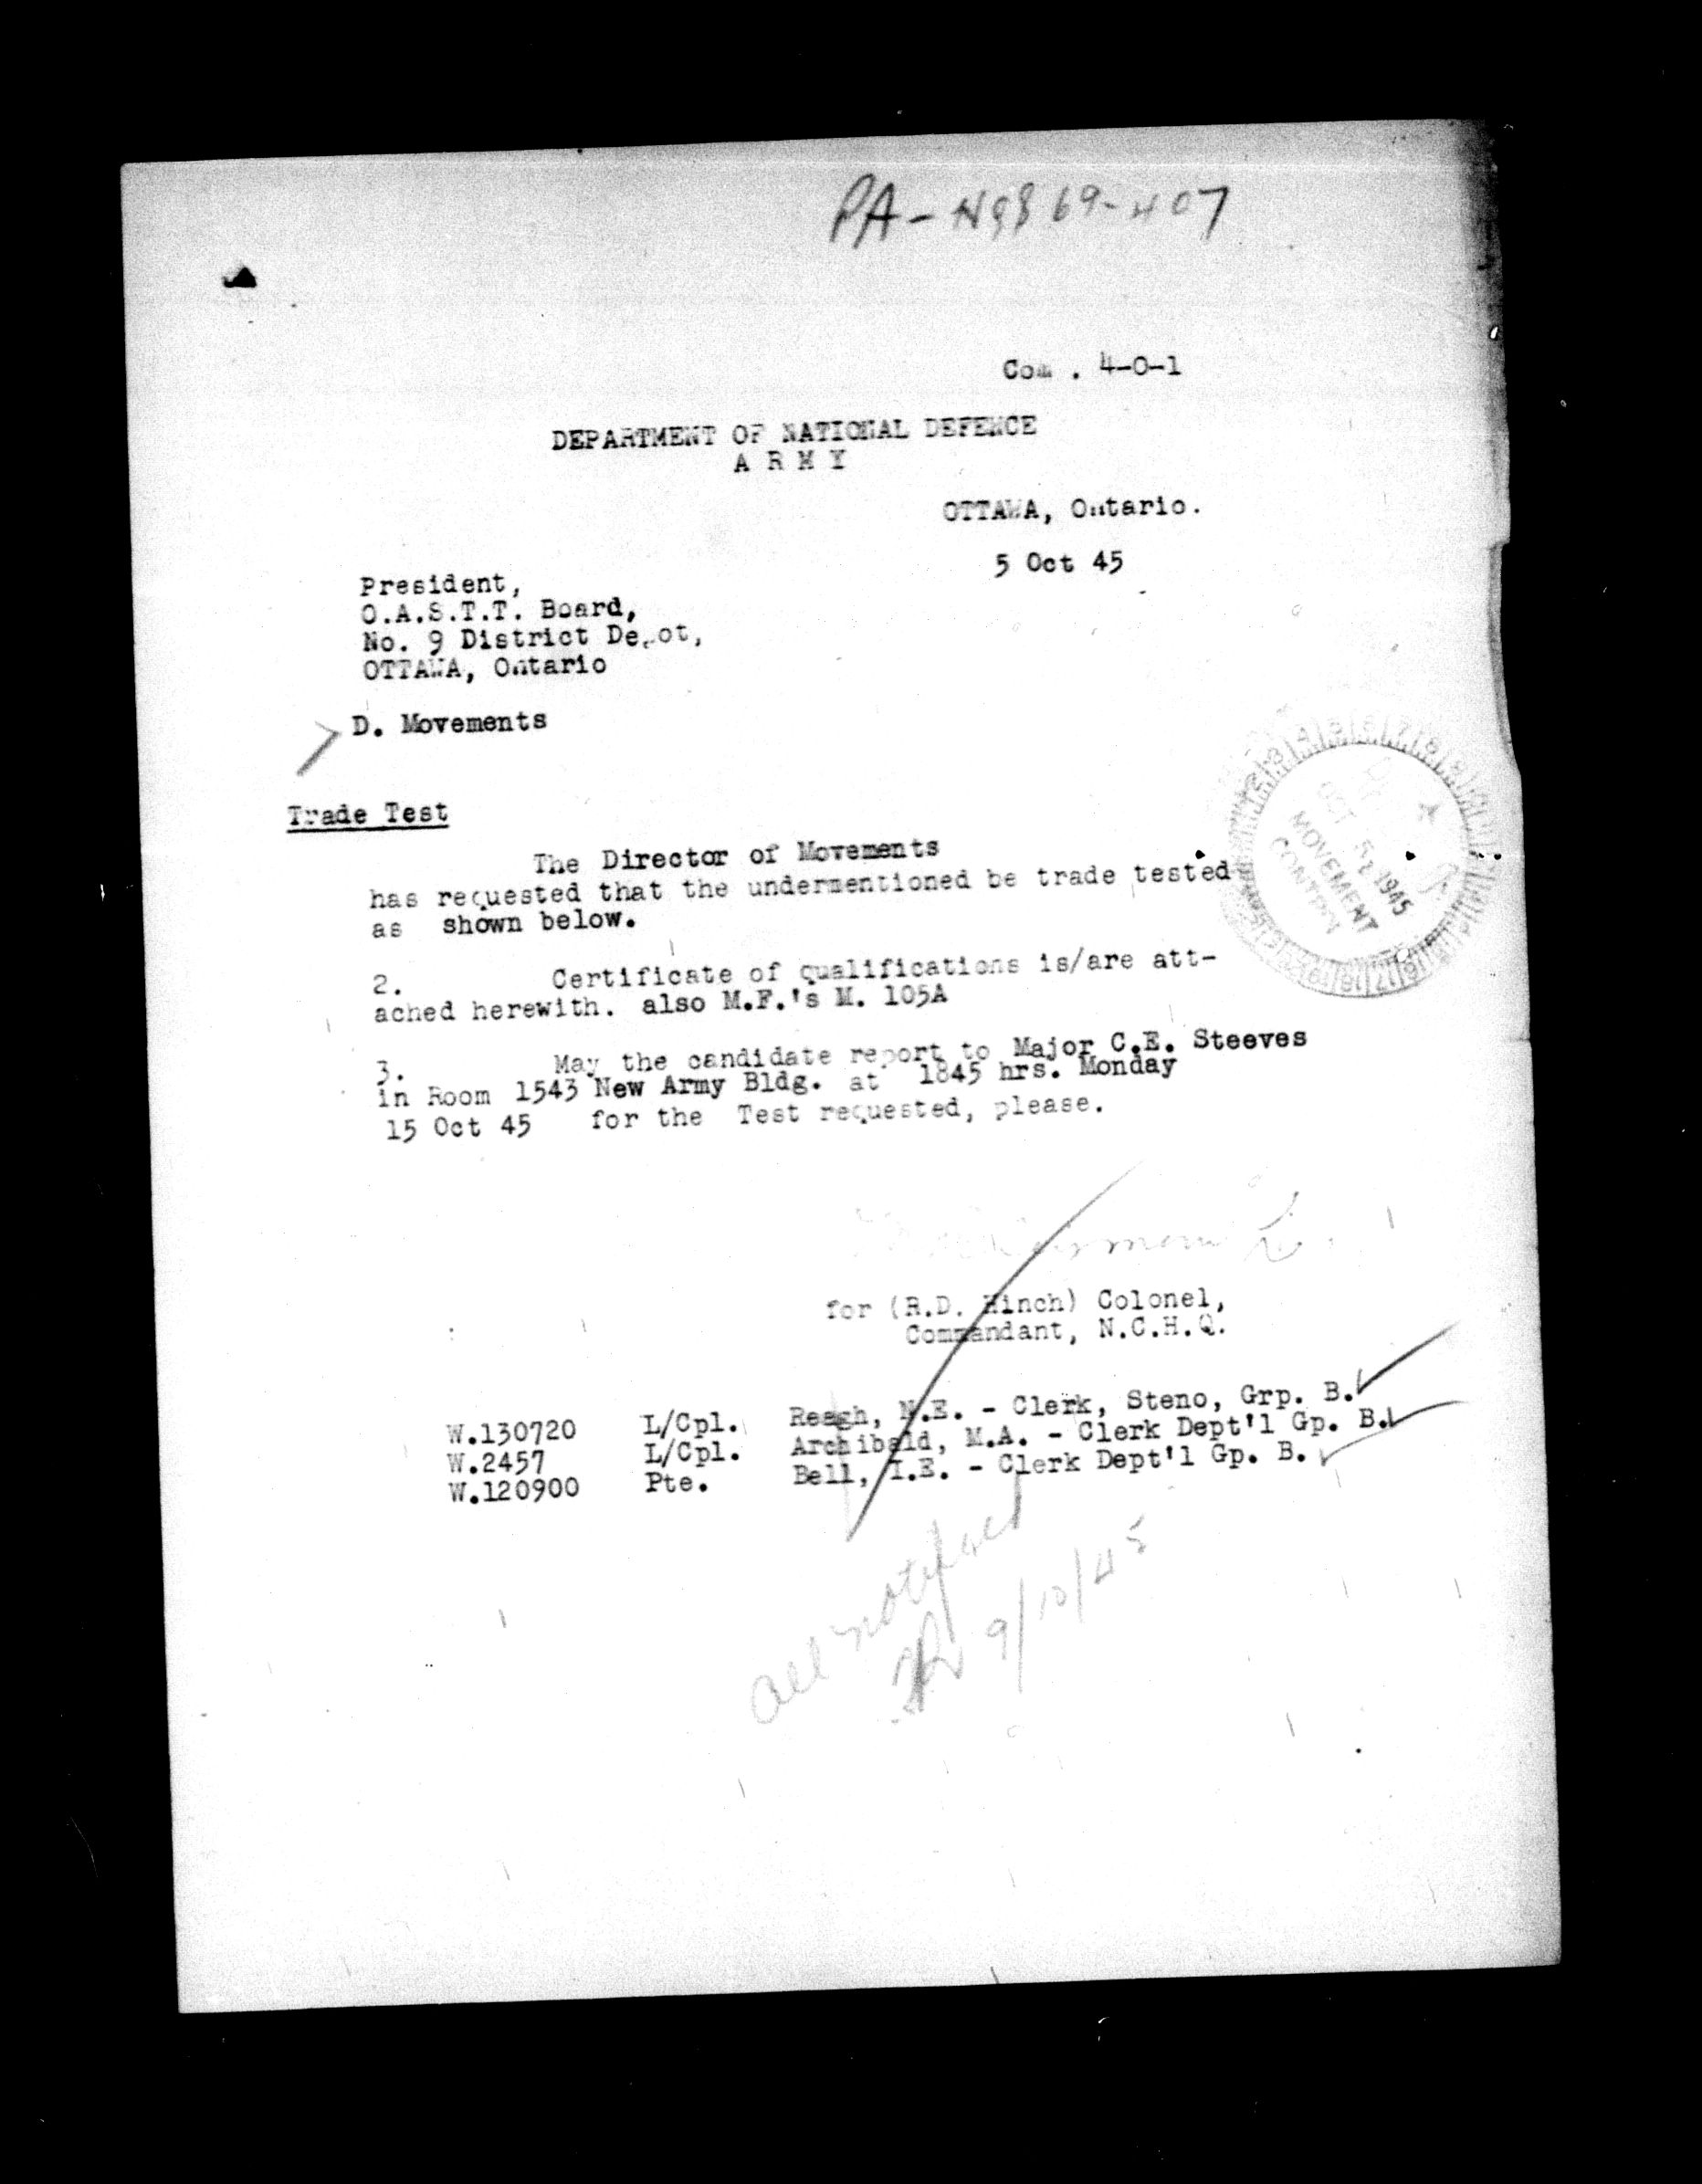 PA-
Com. 4-0-1
DEPARTMENT OF NATIONAL DEFENCE
ARMY
OTTAWA, Ontario.
5 Oct 45
President,
O.A.S.T.T. Board,
No. 9 District Depot,
OTTAWA, Ontario
D. Movements
Trade Test
The Director of Movements
has requested that the undermentioned be trade tested
as shown below.
2. Certificate of qualifications is/are att-
ached herewith. also M.F.'s M. 105A
3. May the candidate report to Major C.E. Steeves
in Room 1543 New Army Bldg. at 1845 hrs. Monday
15 Oct 45 for the Test requested, please.
OCT 5 1945
MOVEMENT
CONTROL
for (R.D. Hinch) Colonel,
Commandant, N.C.H.Q.
W.130720 L/Cpl. Reagh, N.E. - Clerk, Steno, Grp. B.
W.2457 L/Cpl. Archibald, M.A. - Clerk Dept'l Gp. B.
W.120900 Pte. Bell, I.E. - Clerk Dept'l Gp. B.
all notified
9/10/45